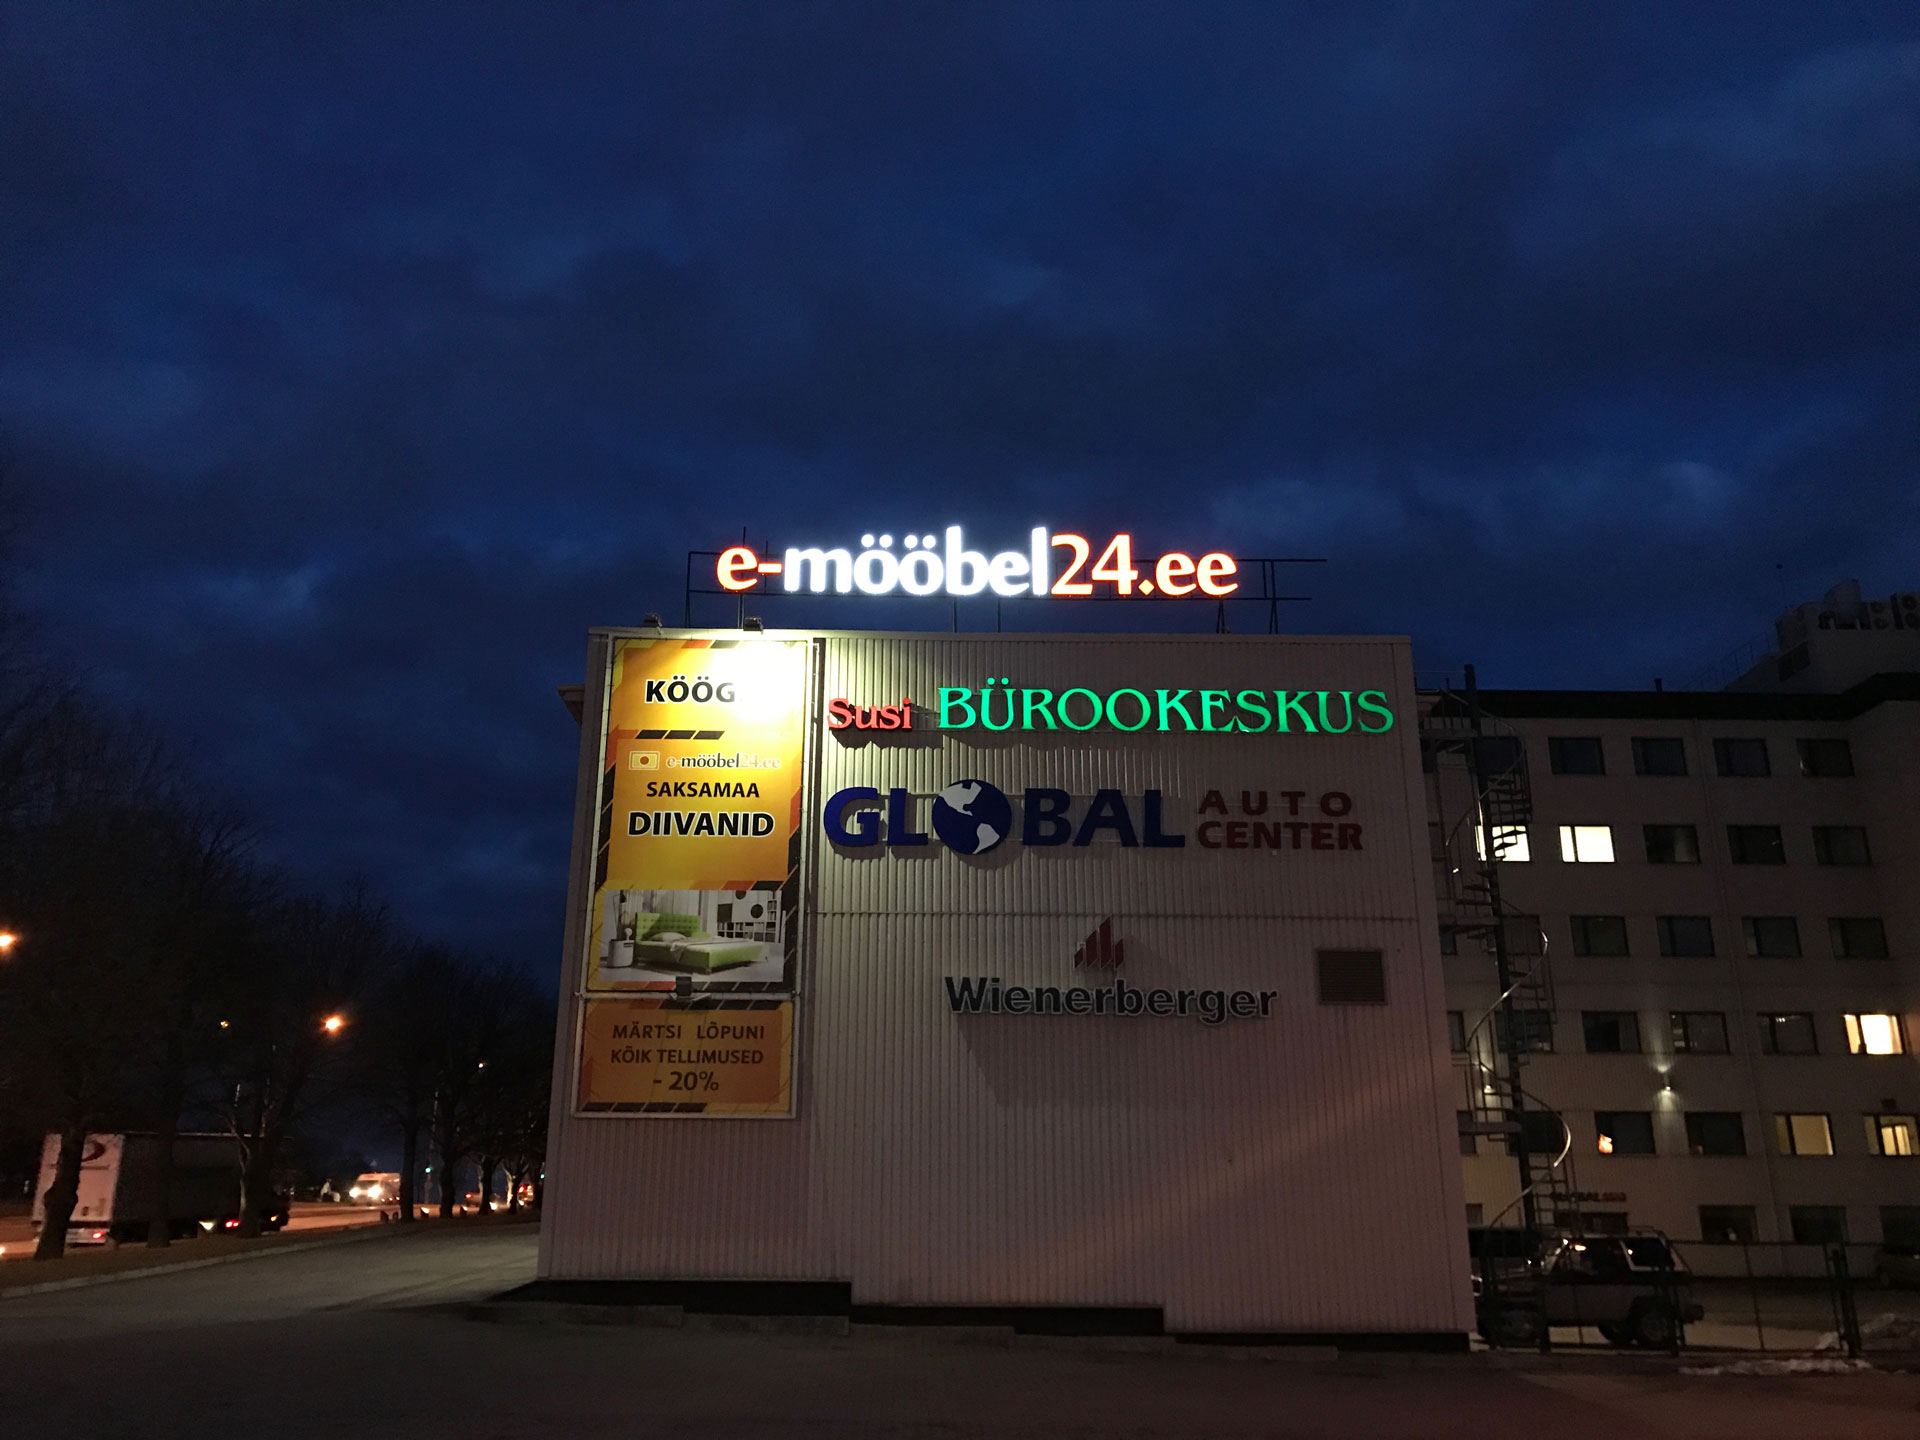 e-mööbel24.ee
KÖÖG
e-mööbel24.ee
SAKSAMAA
DIIVANID
MÄRTSI LÕPUNI
KÕIK TELLIMUSED
- 20%
Susi BÜROOKESKUS
GLOBAL AUTO CENTER
Wienerberger